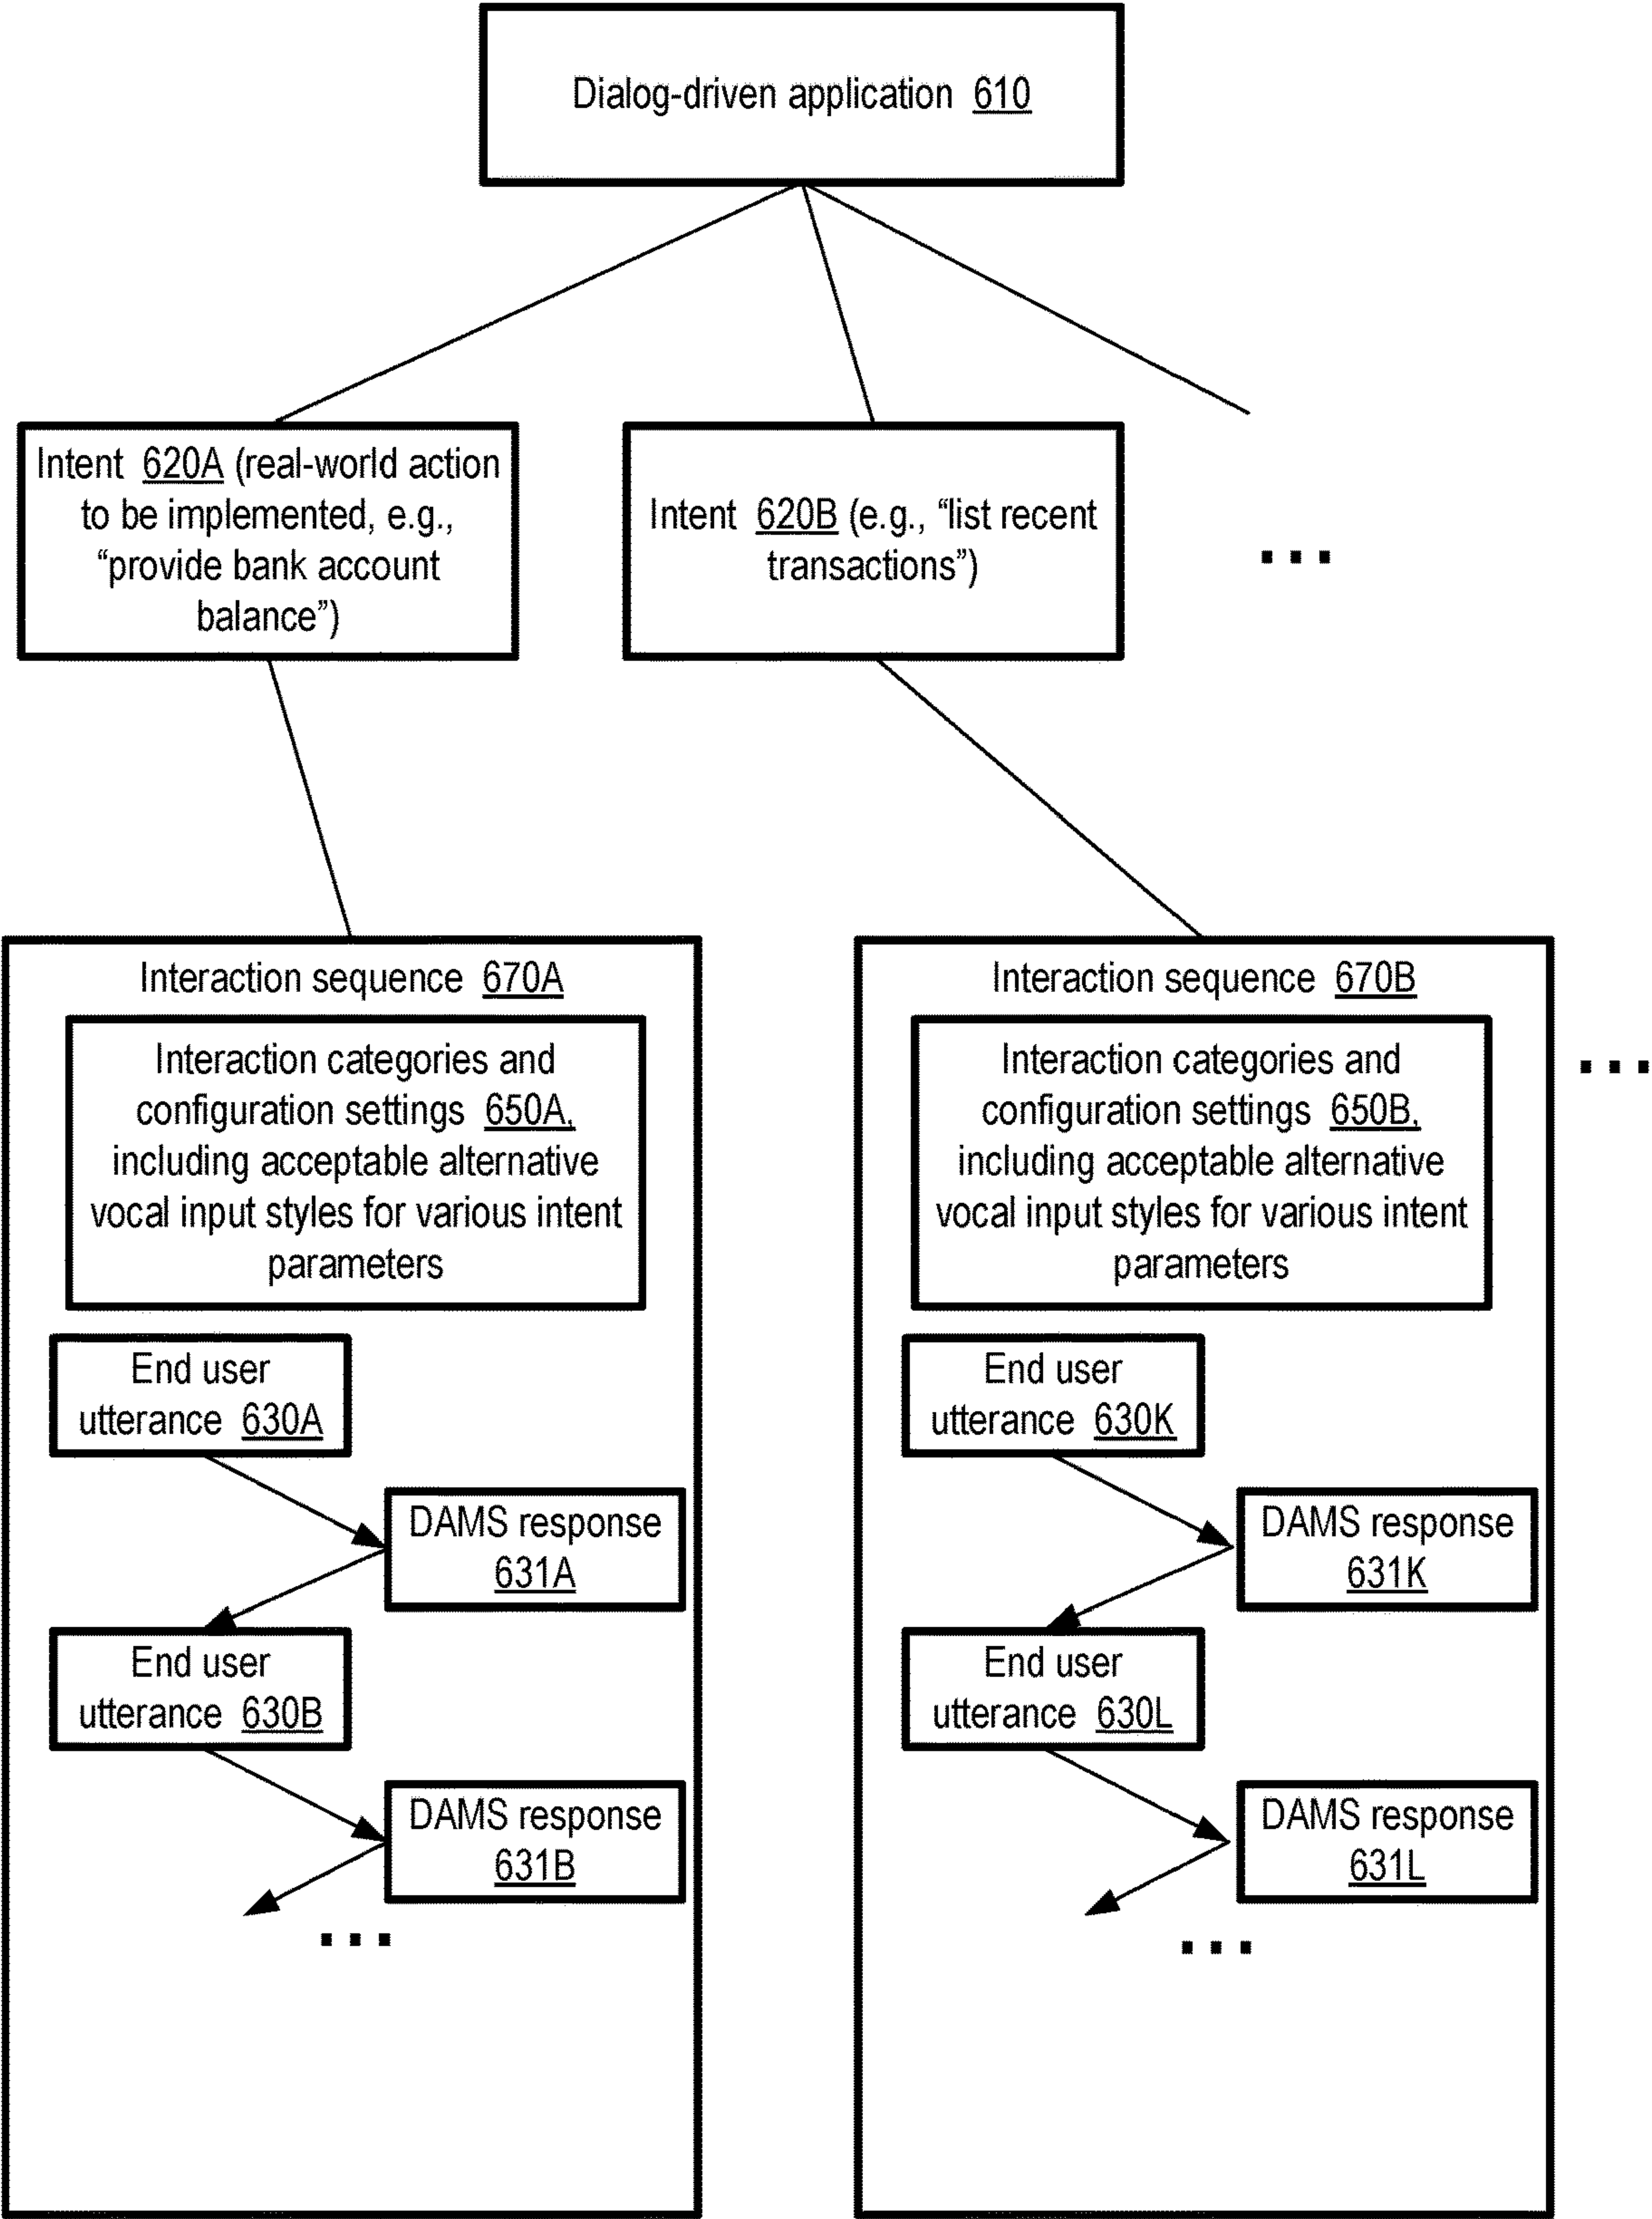 Dialog-driven application 610
Intent 620A (real-world action
to be implemented, e.g.,
“provide bank account
balance”)
Intent 620B (e.g., “list recent
transactions”)
...
Interaction sequence 670A
Interaction categories and
configuration settings 650A,
including acceptable alternative
vocal input styles for various intent
parameters
End user
utterance 630A
DAMS response
631A
End user
utterance 630B
DAMS response
631B
...
Interaction sequence 670B
Interaction categories and
configuration settings 650B,
including acceptable alternative
vocal input styles for various intent
parameters
End user
utterance 630K
DAMS response
631K
End user
utterance 630L
DAMS response
631L
...
...